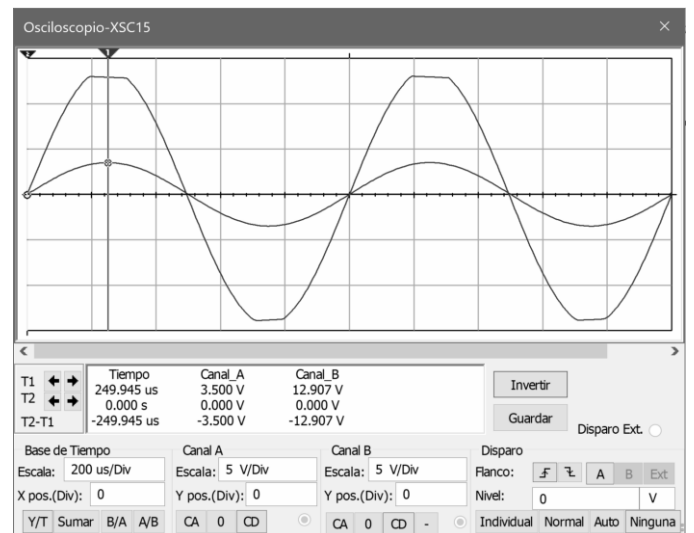 Osciloscopio-XSC15
2 1
T1 Tiempo Canal_A Canal_B
249.945 us 3.500 V 12.907 V
T2 0.000 s 0.000 V 0.000 V
T2-T1 -249.945 us -3.500 V -12.907 V
Invertir
Guardar
Disparo Ext.
Base de Tiempo Canal A Canal B Disparo
Escala: 200 us/Div Escala: 5 V/Div Escala: 5 V/Div Flanco: A B Ext
X pos.(Div): 0 Y pos.(Div): 0 Y pos.(Div): 0 Nivel: 0 V
Y/T Sumar B/A A/B CA 0 CD CA 0 CD - Individual Normal Auto Ninguna